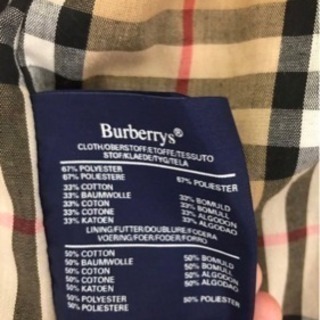 Burberrys®
CLOTH/OBERSTOFF/ETOFFE/TESSUTO
STOF/KLAEDE/TYG/TELA
67% POLYESTER
67% POLIESTERE 67% POLIESTER
33% COTTON
33% BAUMWOLLE 33% BOMULD
33% COTON 33% BOMULL
33% COTONE 33% ALGODON
33% KATOEN 33% ALGODAO
LINING/FUTTER/DOUBLURE/FODERA
VOERING/FOER/FODER/FORRO
50% COTTON
50% BAUMWOLLE 50% BOMULD
50% COTON 50% BOMULL
50% COTONE 50% ALGODON
50% KATOEN 50% ALGODAO
50% POLYESTER
50% POLIESTERE 50% POLIESTER